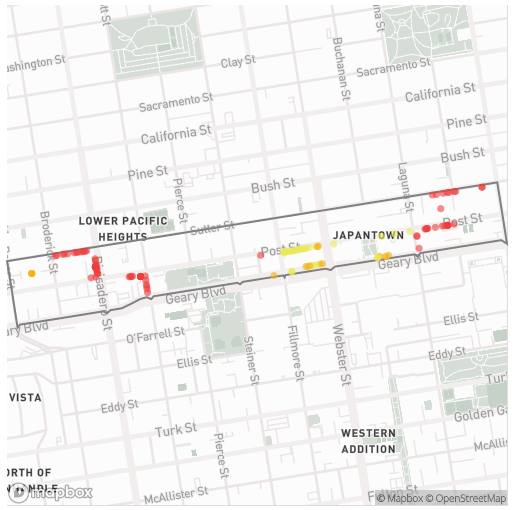 ashington St
Clay St
Buchanan St
Sacramento St
Sacramento St
California St
California St
Pine St
Pine St
Bush St
Bush St
Pierce St
Laguna St
LOWER PACIFIC
HEIGHTS
Broderick St
Sutter St
Post St
JAPANTOWN
Post St
Divisadero St
Geary Blvd
Geary Blvd
eary Blvd
O'Farrell St
Steiner St
Fillmore St
Webster St
Ellis St
Ellis St
Eddy St
Eddy St
VISTA
Turk St
WESTERN
ADDITION
Golden Ga
McAllis
Pierce St
ORTH OF
McAllister St
mapbox
© Mapbox © OpenStreetMap